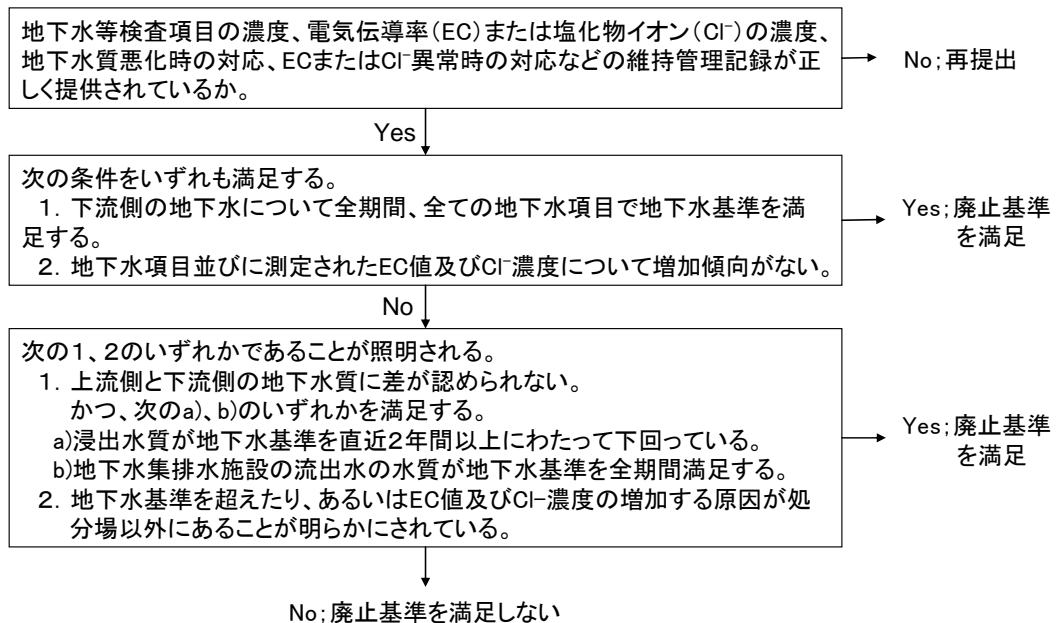 地下水等検査項目の濃度、電気伝導率(EC)または塩化物イオン(Cl⁻)の濃度、
地下水質悪化時の対応、ECまたはCl⁻異常時の対応などの維持管理記録が正
しく提供されているか。
No;再提出
Yes
次の条件をいずれも満足する。
1．下流側の地下水について全期間、全ての地下水項目で地下水基準を満
足する。
2．地下水項目並びに測定されたEC値及びCl⁻濃度について増加傾向がない。
Yes;廃止基準
を満足
No
次の1、2のいずれかであることが照明される。
1．上流側と下流側の地下水質に差が認められない。
かつ、次のa)、b)のいずれかを満足する。
a)浸出水質が地下水基準を直近2年間以上にわたって下回っている。
b)地下水集排水施設の流出水の水質が地下水基準を全期間満足する。
2．地下水基準を超えたり、あるいはEC値及びCl−濃度の増加する原因が処
分場以外にあることが明らかにされている。
Yes;廃止基準
を満足
No;廃止基準を満足しない